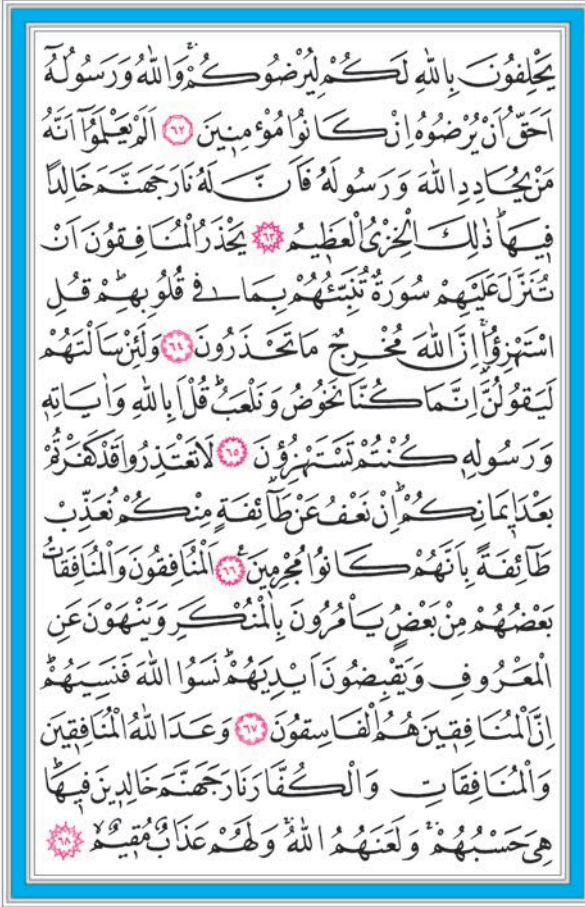 يَحْلِفُونَ بِاللّٰهِ لَكُمْ لِيُرْضُوكُمْۚ وَاللّٰهُ وَرَسُولُهُٓ
اَحَقُّ اَنْ يُرْضُوهُ اِنْ كَانُوا مُؤْمِن۪ينَ ﴿٦٢﴾ اَلَمْ يَعْلَمُٓوا اَنَّهُ
مَنْ يُحَادِدِ اللّٰهَ وَرَسُولَهُ فَاَنَّ لَهُ نَارَ جَهَنَّمَ خَالِدًا
ف۪يهَاۜ ذٰلِكَ الْخِزْيُ الْعَظ۪يمُ ﴿٦٣﴾ يَحْذَرُ الْمُنَافِقُونَ اَنْ
تُنَزَّلَ عَلَيْهِمْ سُورَةٌ تُنَبِّئُهُمْ بِمَا ف۪ي قُلُوبِهِمْۜ قُلِ
اسْتَهْزِؤُ۫اۚ اِنَّ اللّٰهَ مُخْرِجٌ مَا تَحْذَرُونَ ﴿٦٤﴾ وَلَئِنْ سَاَلْتَهُمْ
لَيَقُولُنَّ اِنَّمَا كُنَّا نَخُوضُ وَنَلْعَبُۜ قُلْ اَبِاللّٰهِ وَاٰيَاتِه۪
وَرَسُولِه۪ كُنْتُمْ تَسْتَهْزِؤُ۫نَ ﴿٦٥﴾ لَا تَعْتَذِرُوا قَدْ كَفَرْتُمْ
بَعْدَ ا۪يمَانِكُمْۜ اِنْ نَعْفُ عَنْ طَٓائِفَةٍ مِنْكُمْ نُعَذِّبْ
طَٓائِفَةً بِاَنَّهُمْ كَانُوا مُجْرِم۪ينَ۟ ﴿٦٦﴾ اَلْمُنَافِقُونَ وَالْمُنَافِقَاتُ
بَعْضُهُمْ مِنْ بَعْضٍۢ يَأْمُرُونَ بِالْمُنْكَرِ وَيَنْهَوْنَ عَنِ
الْمَعْرُوفِ وَيَقْبِضُونَ اَيْدِيَهُمْۜ نَسُوا اللّٰهَ فَنَسِيَهُمْۜ
اِنَّ الْمُنَافِق۪ينَ هُمُ الْفَاسِقُونَ ﴿٦٧﴾ وَعَدَ اللّٰهُ الْمُنَافِق۪ينَ
وَالْمُنَافِقَاتِ وَالْكُفَّارَ نَارَ جَهَنَّمَ خَالِد۪ينَ ف۪يهَاۜ
هِيَ حَسْبُهُمْۚ وَلَعَنَهُمُ اللّٰهُۚ وَلَهُمْ عَذَابٌ مُق۪يمٌۙ ﴿٦٨﴾